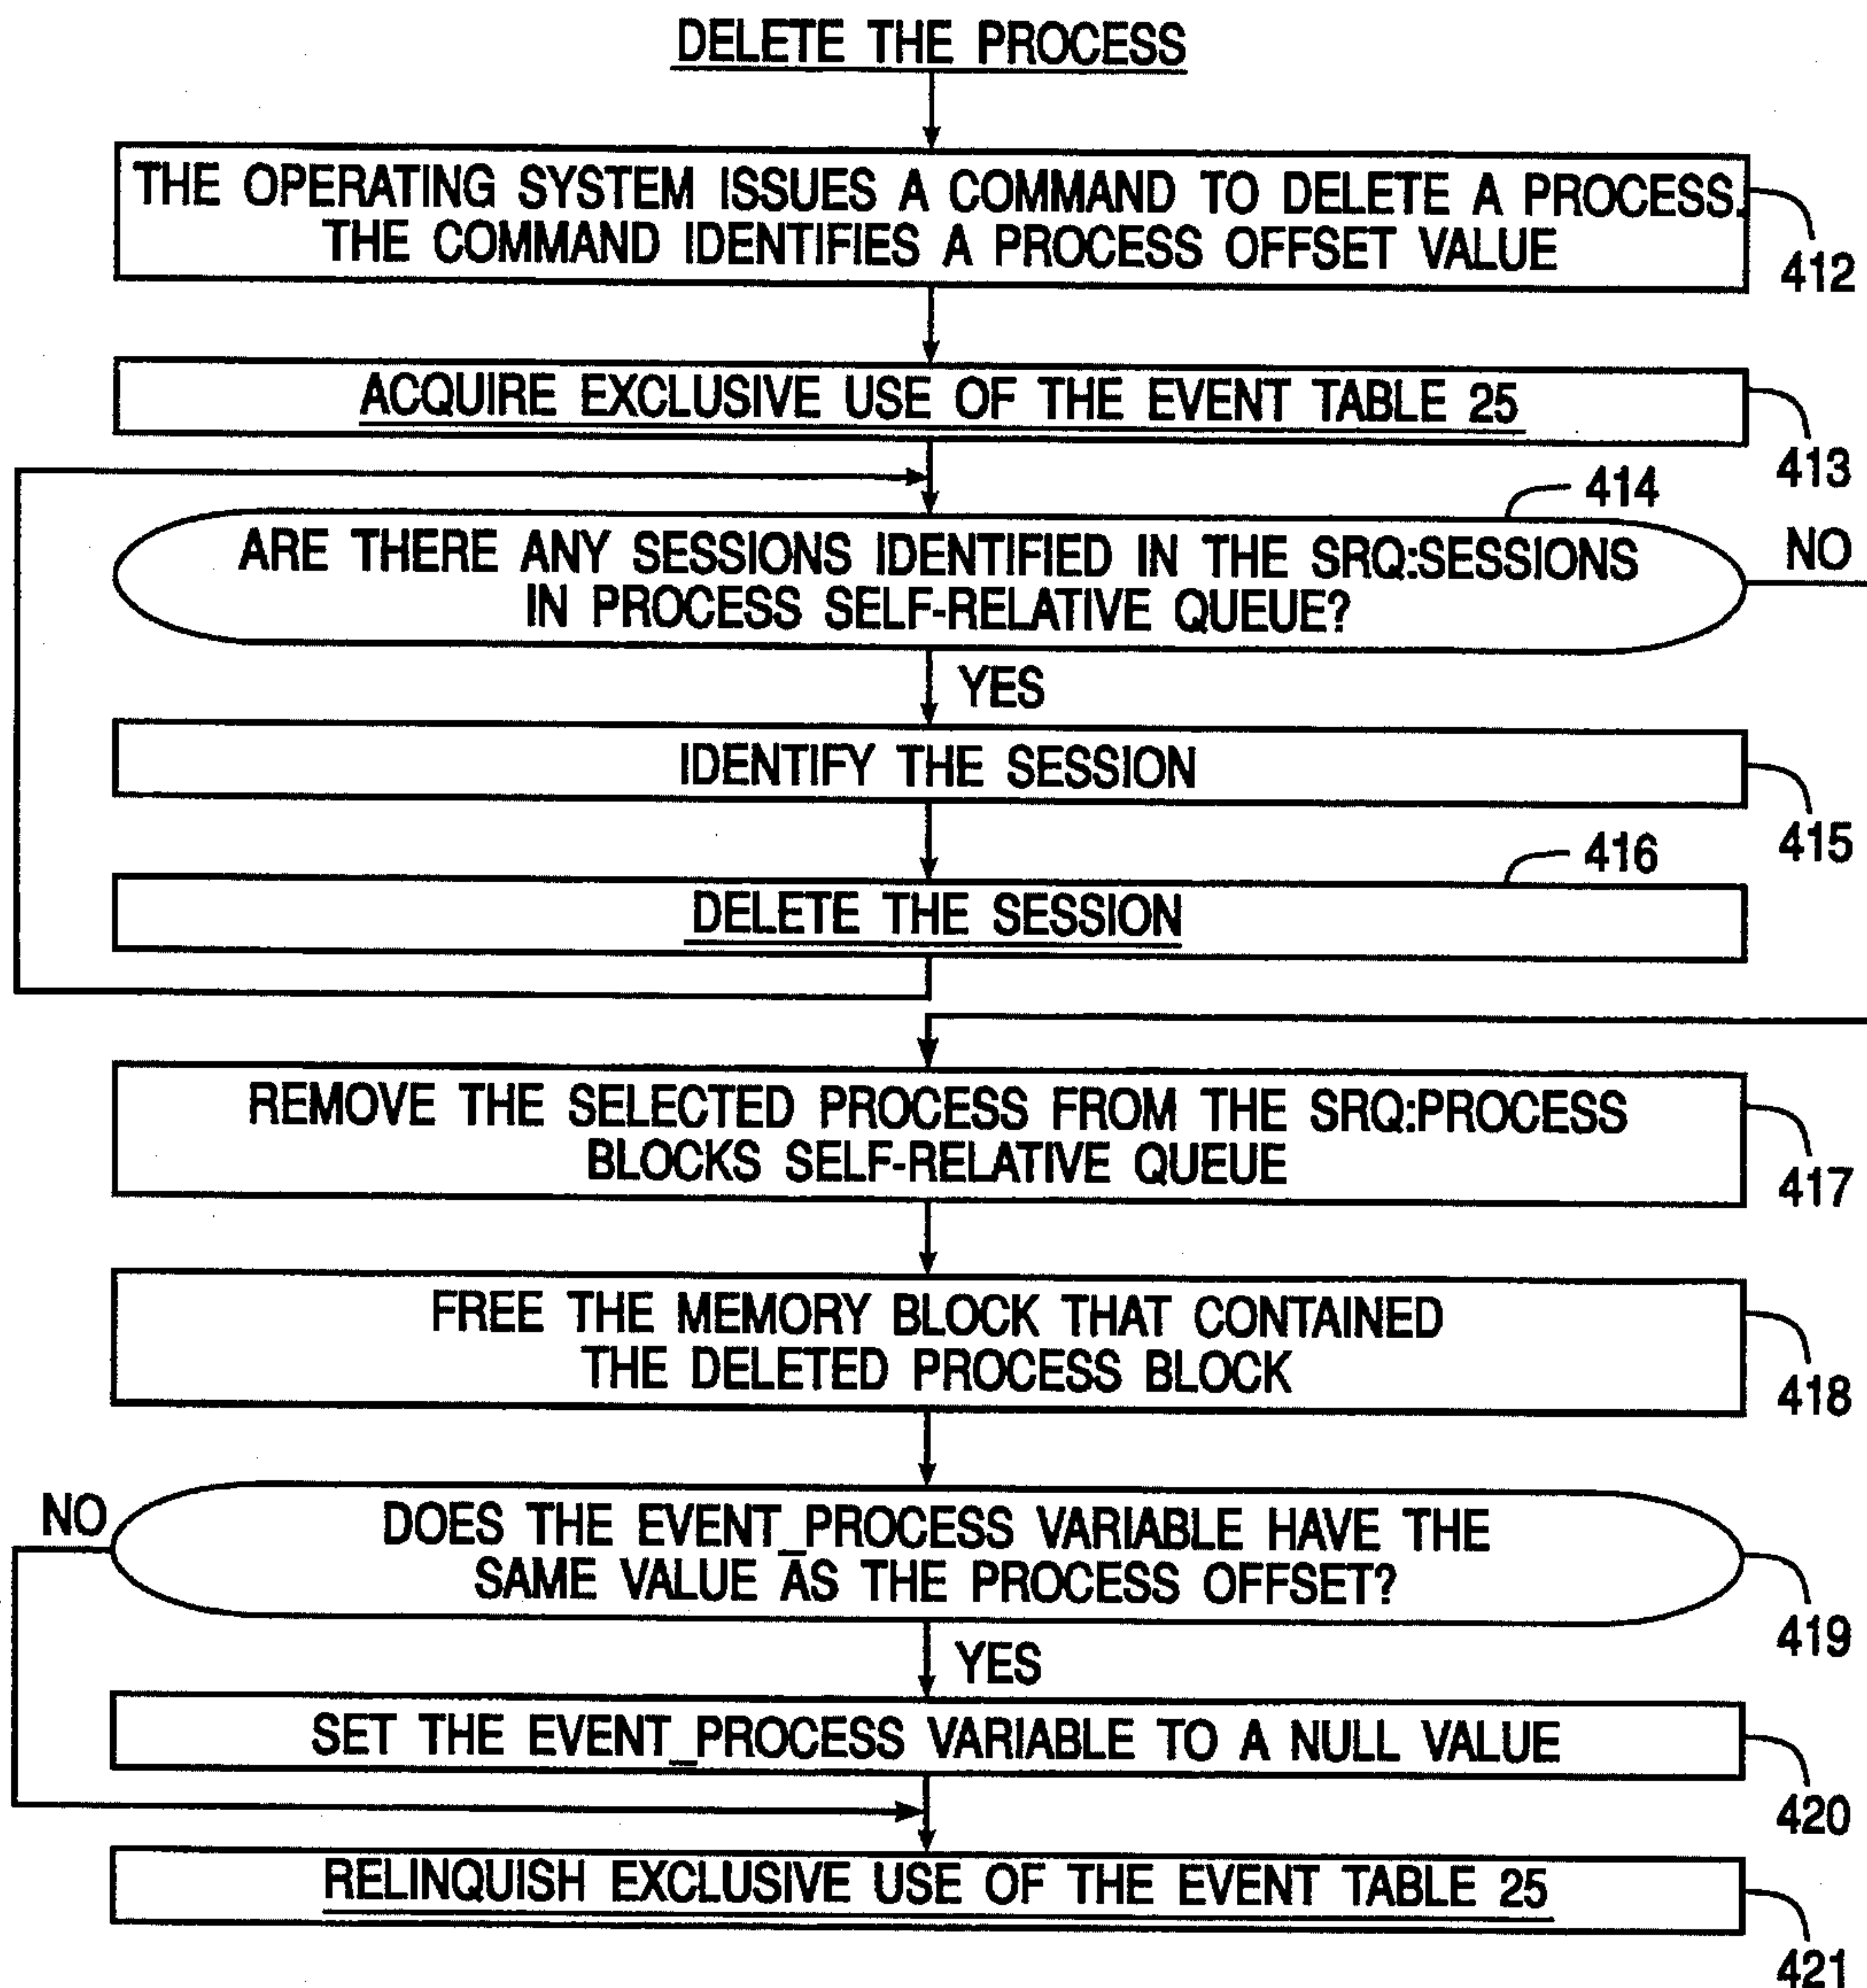 DELETE THE PROCESS
THE OPERATING SYSTEM ISSUES A COMMAND TO DELETE A PROCESS.
THE COMMAND IDENTIFIES A PROCESS OFFSET VALUE
412
ACQUIRE EXCLUSIVE USE OF THE EVENT TABLE 25
413
414
ARE THERE ANY SESSIONS IDENTIFIED IN THE SRQ:SESSIONS
IN PROCESS SELF-RELATIVE QUEUE?
NO
YES
IDENTIFY THE SESSION
415
416
DELETE THE SESSION
REMOVE THE SELECTED PROCESS FROM THE SRQ:PROCESS
BLOCKS SELF-RELATIVE QUEUE
417
FREE THE MEMORY BLOCK THAT CONTAINED
THE DELETED PROCESS BLOCK
418
NO
DOES THE EVENT_PROCESS VARIABLE HAVE THE
SAME VALUE AS THE PROCESS OFFSET?
419
YES
SET THE EVENT_PROCESS VARIABLE TO A NULL VALUE
420
RELINQUISH EXCLUSIVE USE OF THE EVENT TABLE 25
421